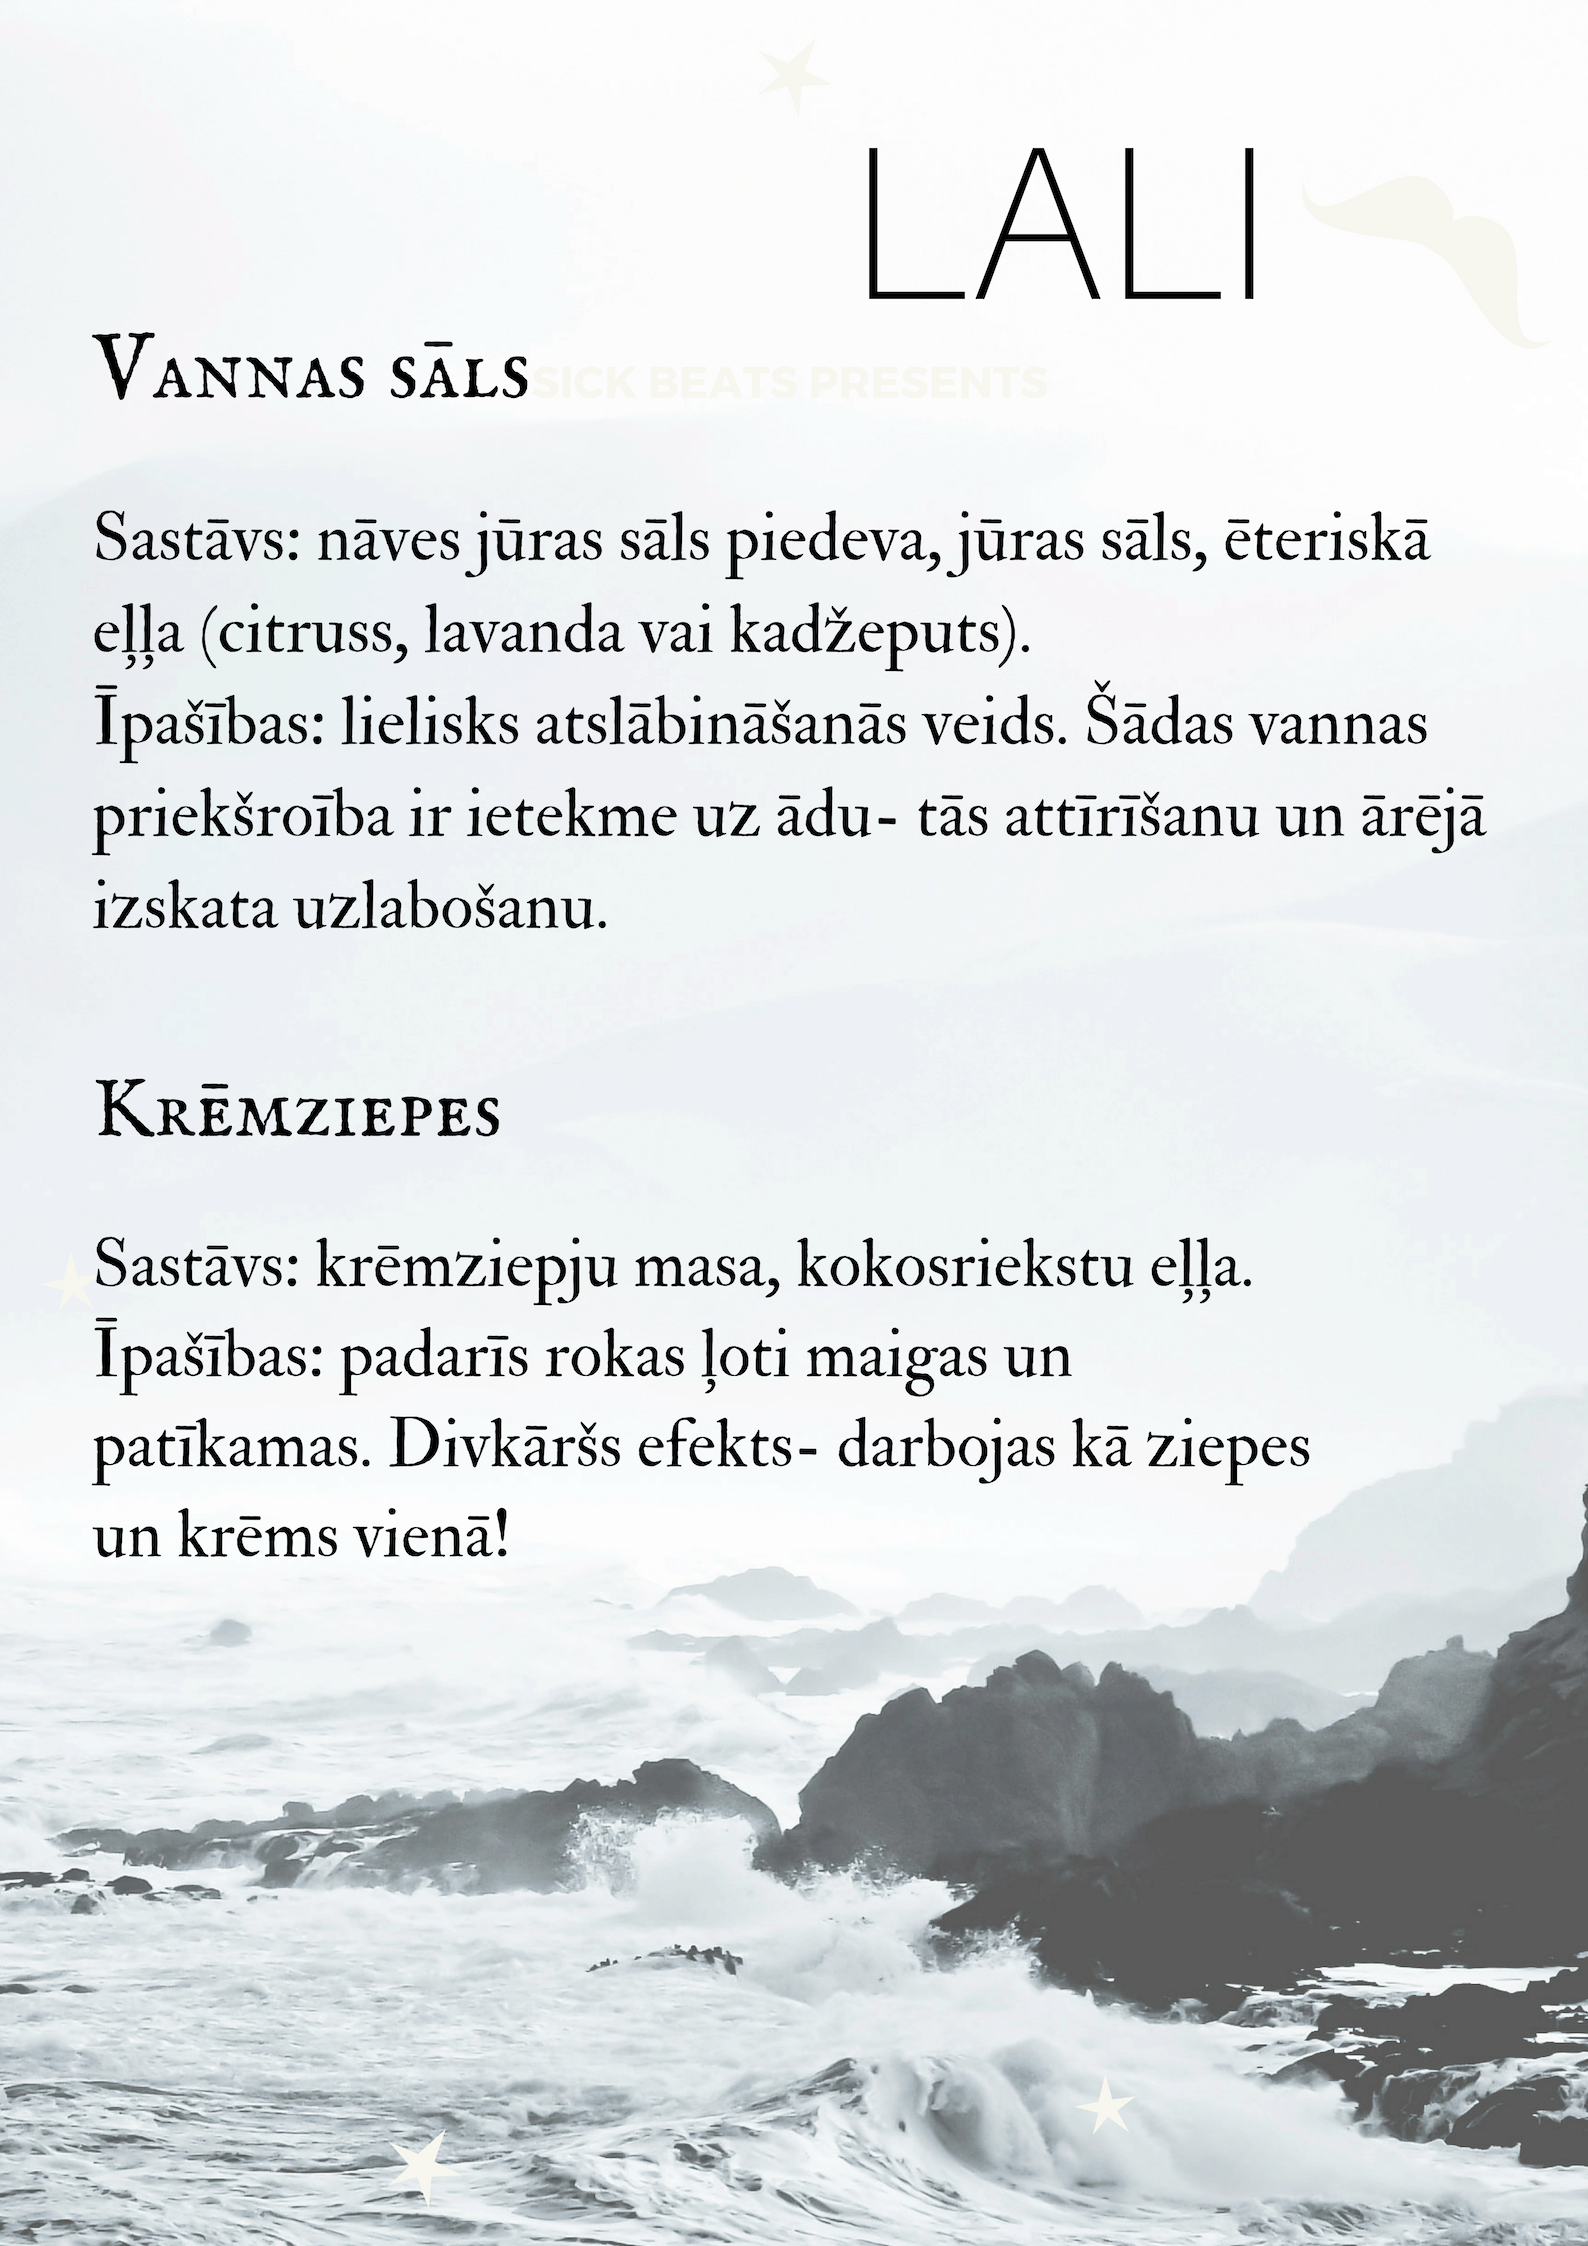 LALI
Vannas sāls
SICK BEATS PRESENTS
Sastāvs: nāves jūras sāls piedeva, jūras sāls, ēteriskā
eļļa (citruss, lavanda vai kadžeputs).
Īpašības: lielisks atslābināšanās veids. Šādas vannas
priekšroība ir ietekme uz ādu- tās attīrīšanu un ārējā
izskata uzlabošanu.
Krēmziepes
Sastāvs: krēmziepju masa, kokosriekstu eļļa.
Īpašības: padarīs rokas ļoti maigas un
patīkamas. Divkāršs efekts- darbojas kā ziepes
un krēms vienā!